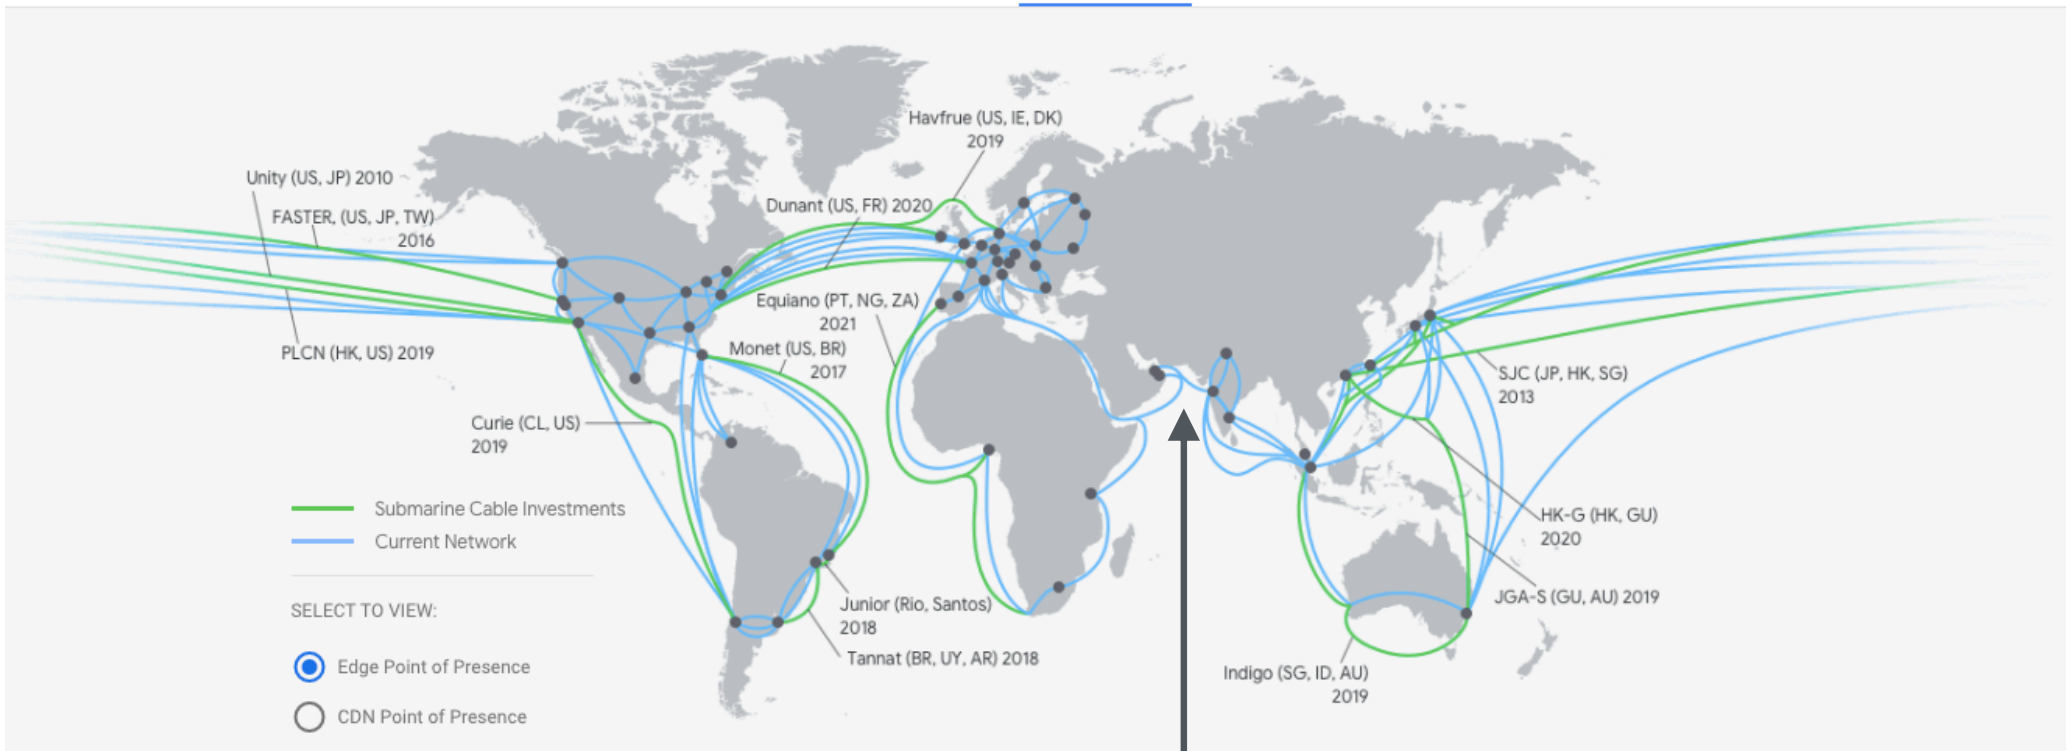 Havfrue (US, IE, DK)
2019
Unity (US, JP) 2010
FASTER, (US, JP, TW)
2016
Dunant (US, FR) 2020
Equiano (PT, NG, ZA)
2021
PLCN (HK, US) 2019
Monet (US, BR)
2017
SJC (JP, HK, SG)
2013
Curie (CL, US)
2019
Submarine Cable Investments
Current Network
HK-G (HK, GU)
2020
SELECT TO VIEW:
Junior (Rio, Santos)
2018
JGA-S (GU, AU) 2019
Tannat (BR, UY, AR) 2018
Indigo (SG, ID, AU)
2019
Edge Point of Presence
CDN Point of Presence